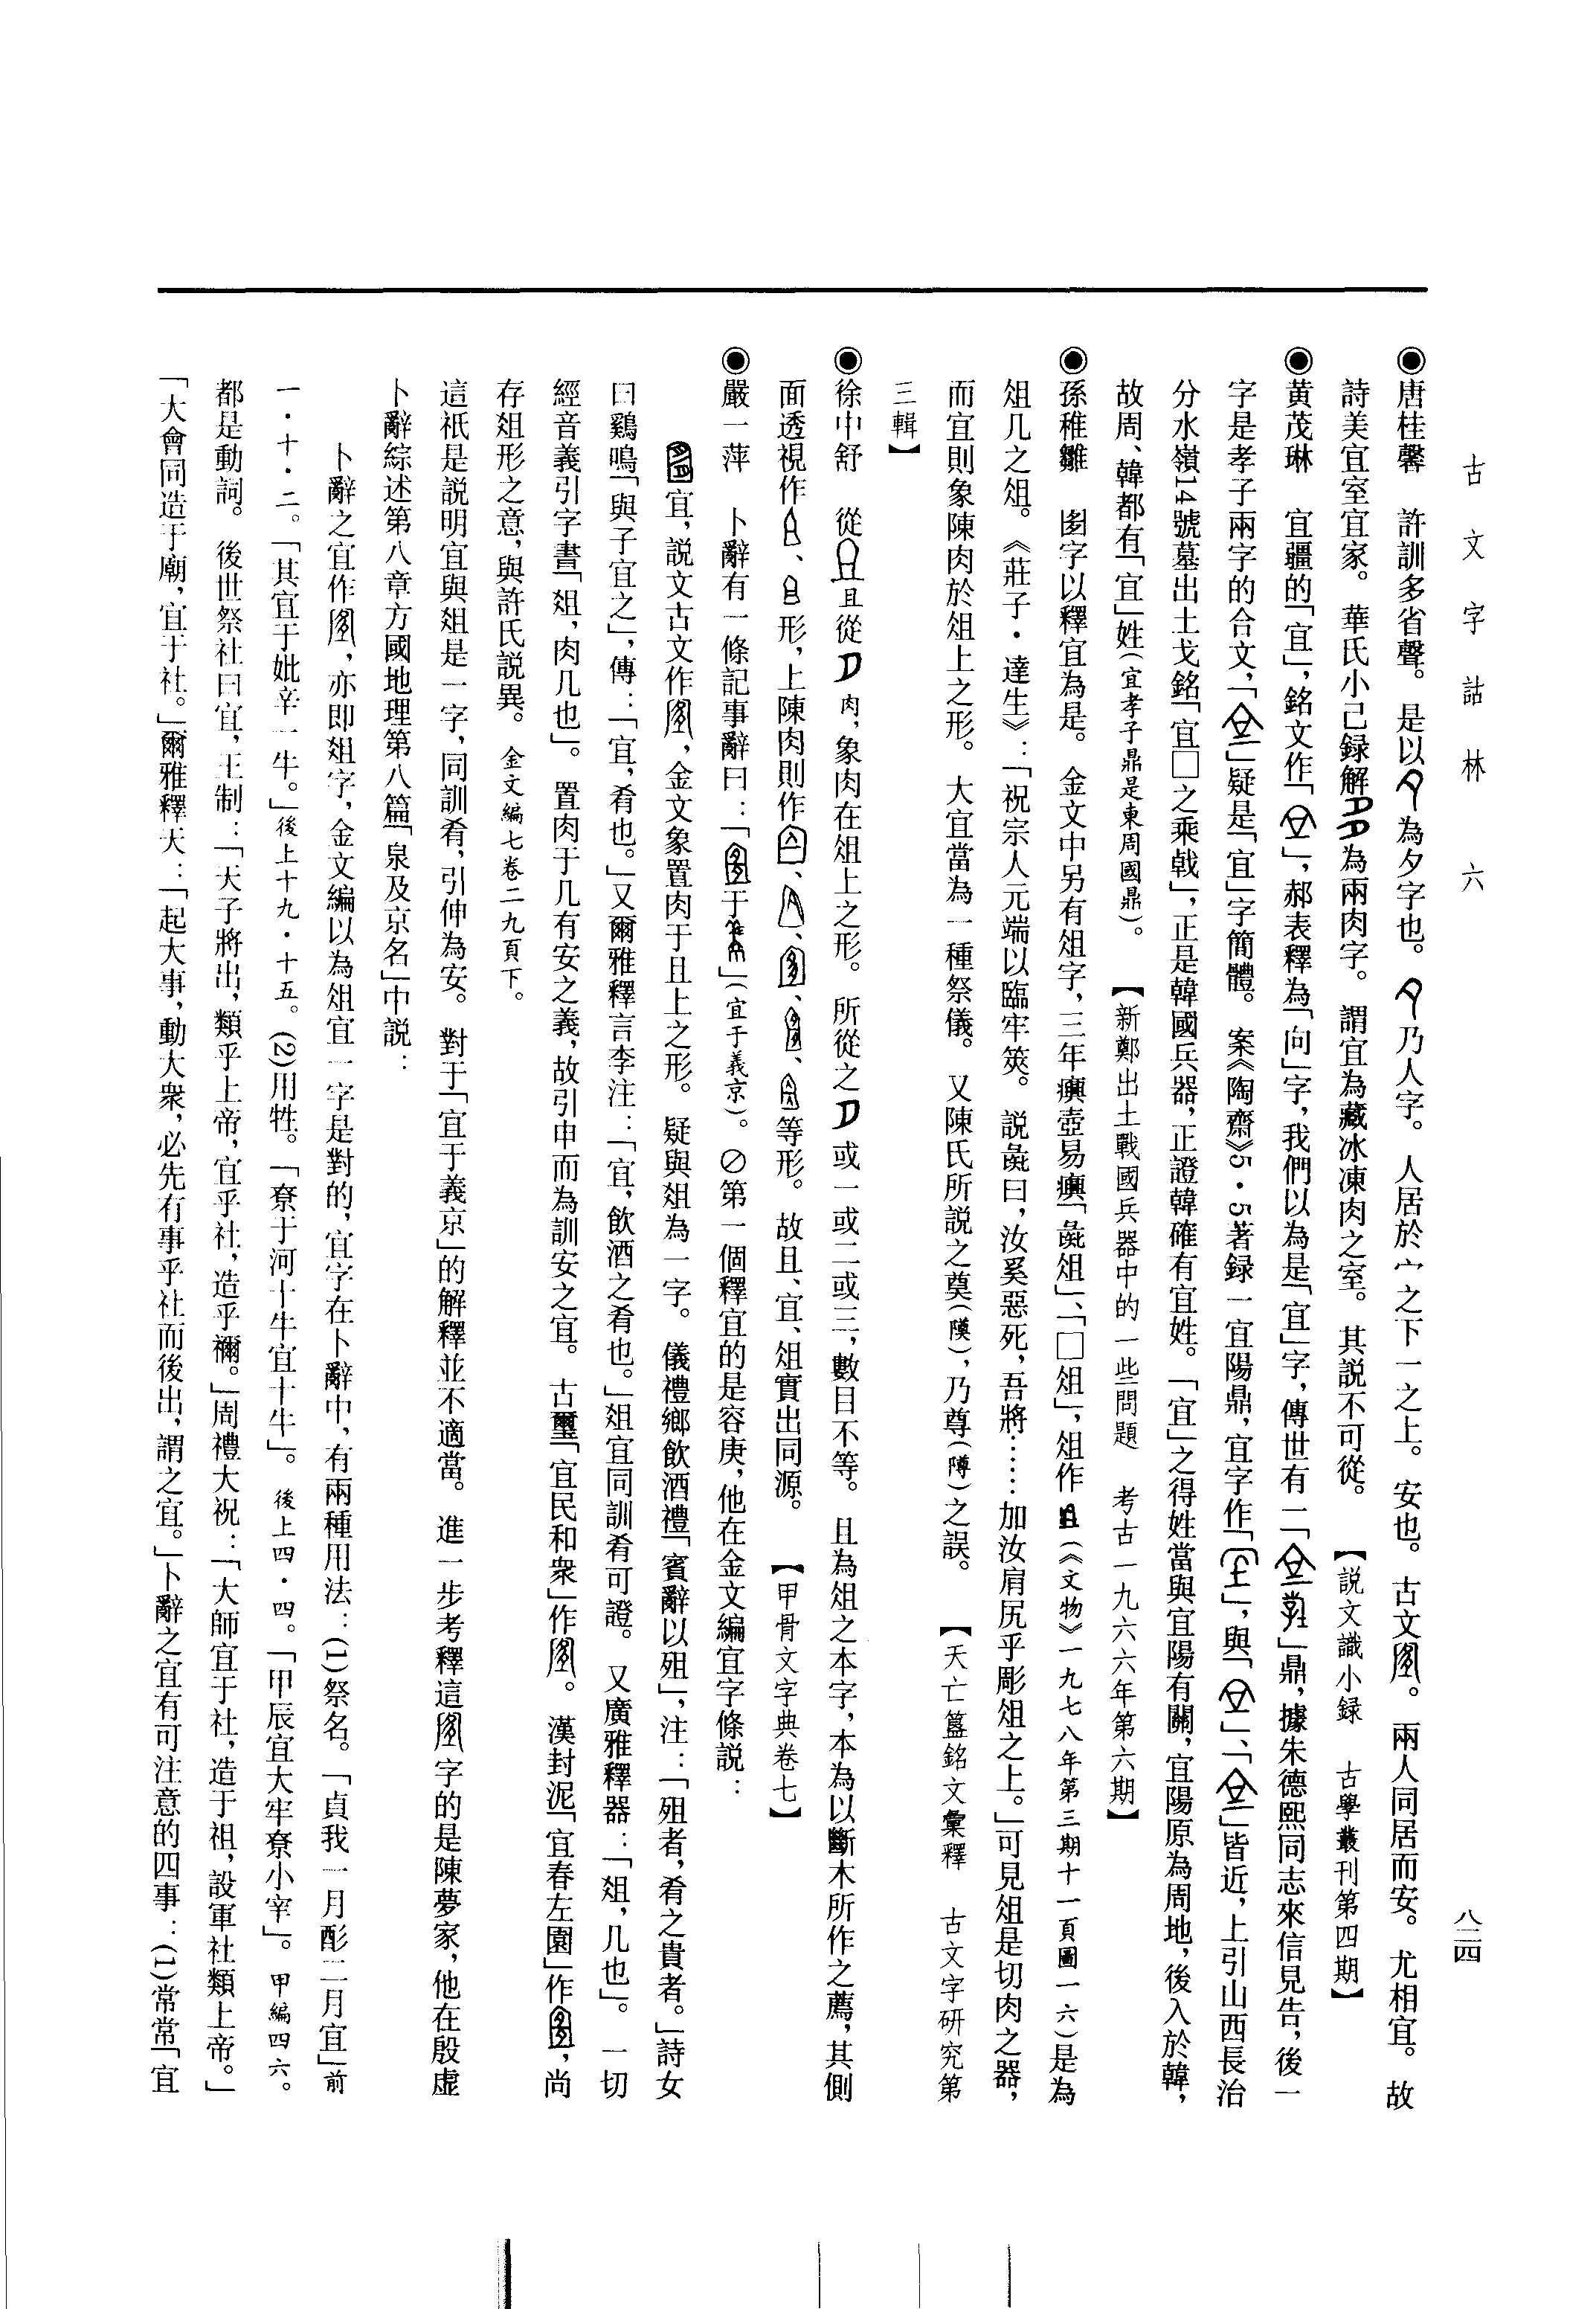 古文字詁林 六
八二四
◉唐桂馨　許訓多省聲。是以為夕字也。乃人字。人居於宀之下一之上。安也。古文。兩人同居而安。尤相宜。故
詩美宜室宜家。華氏小己録解為兩肉字。謂宜為藏冰凍肉之室。其説不可從。【説文識小録　古學叢刊第四期】
◉黃茂琳　宜疆的「宜」，銘文作「」，郝表釋為「向」字，我們以為是「宜」字，傳世有二「」鼎，據朱德熙同志來信見告，後一
字是孝子兩字的合文，「」疑是「宜」字簡體。案《陶齋》5·5著録一宜陽鼎，宜字作「」，與「」、「」皆近，上引山西長治
分水嶺14號墓出土戈銘「宜□之乘戟」，正是韓國兵器，正證韓確有宜姓。「宜」之得姓當與宜陽有關，宜陽原為周地，後入於韓，
故周、韓都有「宜」姓（宜孝子鼎是東周國鼎）。【新鄭出土戰國兵器中的一些問題　考古一九六六年第六期】
◉孫稚雛　字以釋宜為是。金文中另有俎字，三年𤼈壺易𤼈「彘俎」、「□俎」，俎作（《文物》一九七八年第三期十一頁圖一六）是為
俎几之俎。《莊子·達生》：「祝宗人元端以臨牢筴。説彘曰，汝奚惡死，吾將……加汝肩尻乎彫俎之上。」可見俎是切肉之器，
而宜則象陳肉於俎上之形。大宜當為一種祭儀。又陳氏所説之奠（），乃尊（）之誤。【天亡簋銘文彙釋　古文字研究第
三輯】
◉徐中舒　從且從肉，象肉在俎上之形。所從之或一或二或三，數目不等。且為俎之本字，本為以斷木所作之薦，其側
面透視作、形，上陳肉則作、、、、等形。故且、宜、俎實出同源。【甲骨文字典卷七】
◉嚴一萍　卜辭有一條記事辭曰：「于」（宜于義京）。⊘第一個釋宜的是容庚，他在金文編宜字條說：
宜，説文古文作，金文象置肉于且上之形。疑與俎為一字。儀禮鄉飲酒禮「賓辭以俎」，注：「俎者，肴之貴者。」詩女
曰鷄鳴「與子宜之」，傳：「宜，肴也。」又爾雅釋言李注：「宜，飲酒之肴也。」俎宜同訓肴可證。又廣雅釋器：「俎，几也」。一切
經音義引字書「俎，肉几也」。置肉于几有安之義，故引申而為訓安之宜。古璽「宜民和衆」作。漢封泥「宜春左園」作，尚
存俎形之意，與許氏説異。金文編七卷二九頁下。
這祇是説明宜與俎是一字，同訓肴，引伸為安。對于「宜于義京」的解釋並不適當。進一步考釋這字的是陳夢家，他在殷虛
卜辭綜述第八章方國地理第八篇「泉及京名」中説：
卜辭之宜作，亦即俎字，金文編以為俎宜一字是對的，宜字在卜辭中，有兩種用法：(1)祭名。「貞我一月酌二月宜」前
一·十·二。「其宜于妣辛一牛。」後上十九·十五。(2)用牲。「尞于河十牛宜十牛」。後上四·四。「甲辰宜大牢尞小宰」。甲編四六。
都是動詞。後世祭社曰宜，王制：「天子將出，類乎上帝，宜乎社，造乎禰。」周禮大祝：「大師宜于社，造于祖，設軍社類上帝。」
「大會同造于廟，宜于社。」爾雅釋天：「起大事，動大衆，必先有事乎社而後出，謂之宜。」卜辭之宜有可注意的四事：(1)常常「宜